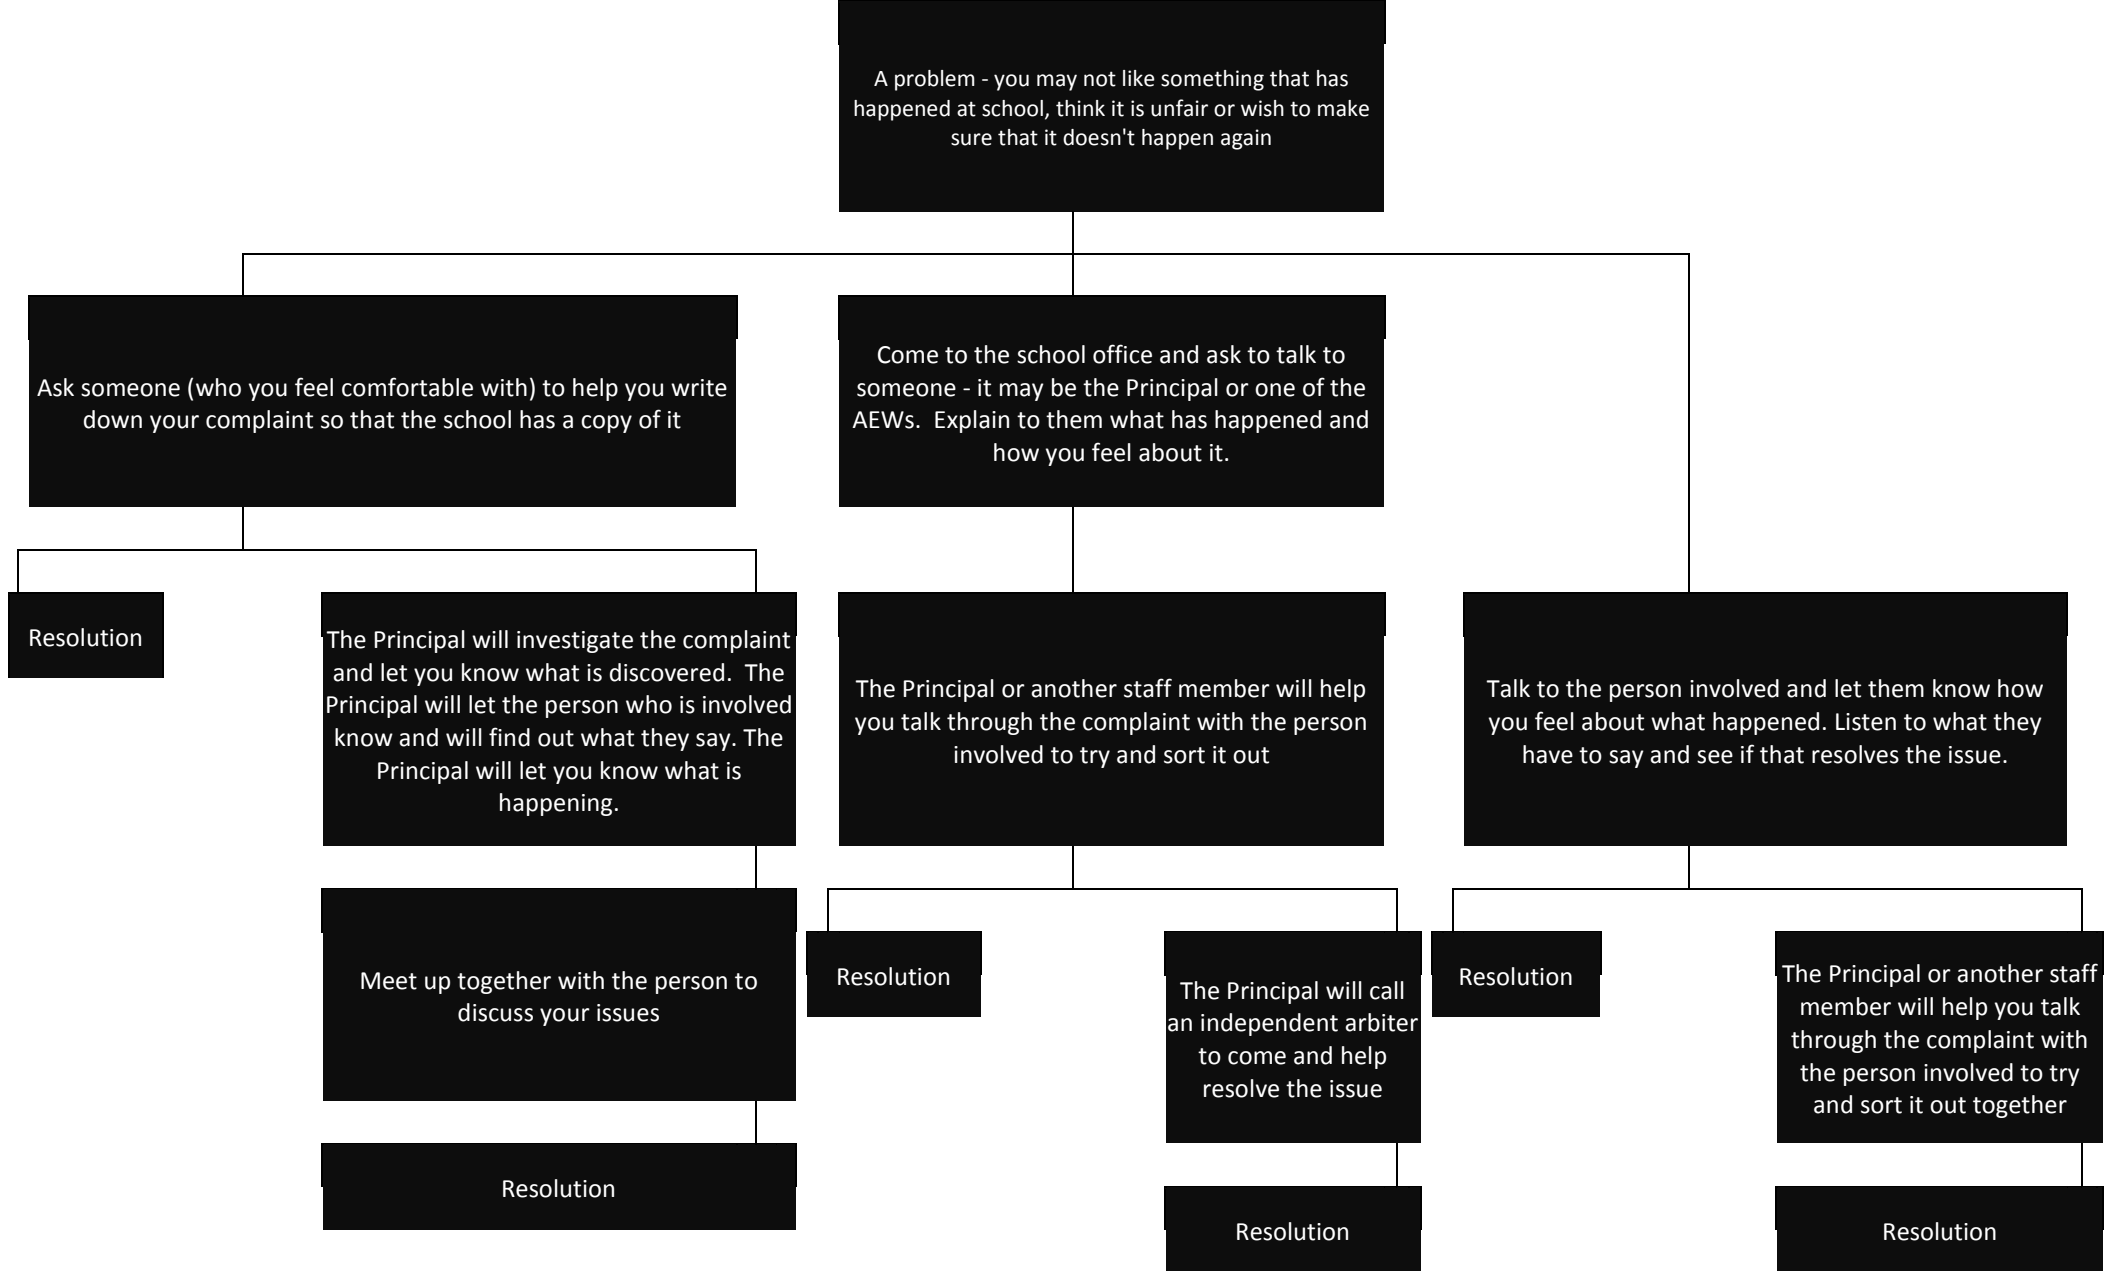 A problem - you may not like something that has
happened at school, think it is unfair or wish to make
sure that it doesn't happen again
Ask someone (who you feel comfortable with) to help you write
down your complaint so that the school has a copy of it
Come to the school office and ask to talk to
someone - it may be the Principal or one of the
AEWs.  Explain to them what has happened and
how you feel about it.
Resolution
The Principal will investigate the complaint
and let you know what is discovered.  The
Principal will let the person who is involved
know and will find out what they say. The
Principal will let you know what is
happening.
The Principal or another staff member will help
you talk through the complaint with the person
involved to try and sort it out
Talk to the person involved and let them know how
you feel about what happened. Listen to what they
have to say and see if that resolves the issue.
Meet up together with the person to
discuss your issues
Resolution
The Principal will call
an independent arbiter
to come and help
resolve the issue
Resolution
The Principal or another staff
member will help you talk
through the complaint with
the person involved to try
and sort it out together
Resolution
Resolution
Resolution